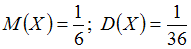 M(X) = 1/6; D(X) = 1/36